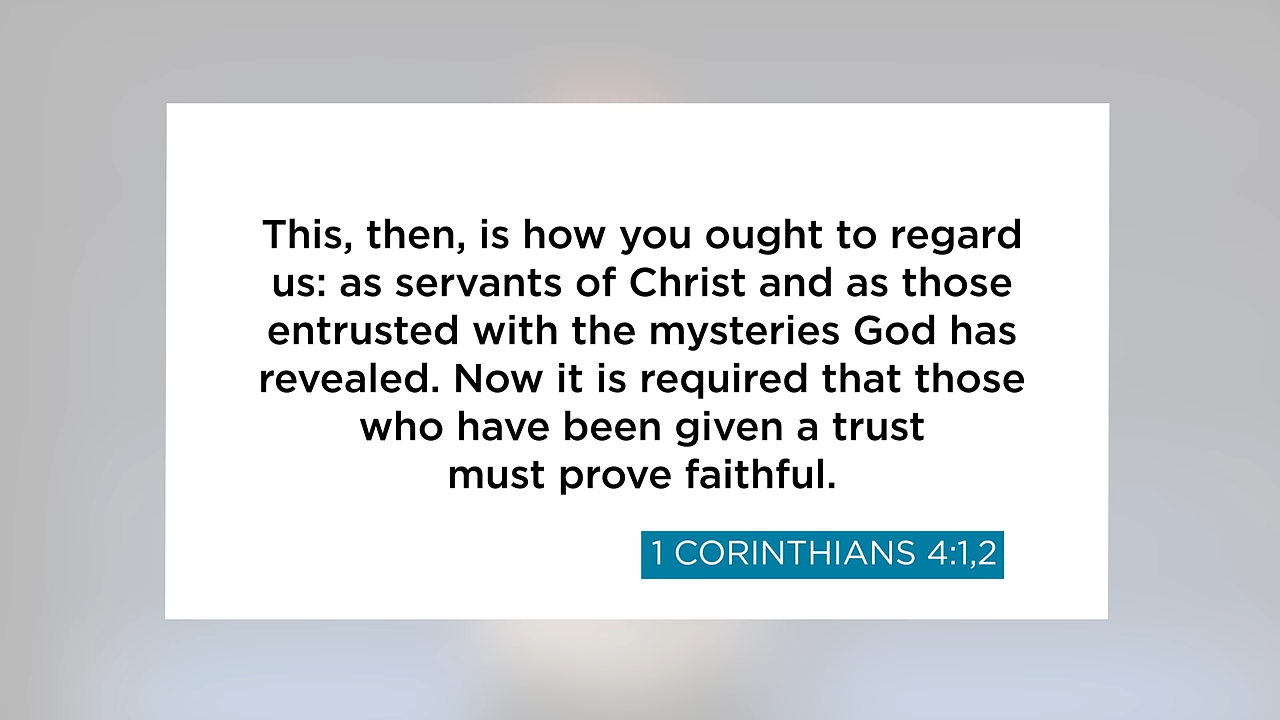 This, then, is how you ought to regard
us: as servants of Christ and as those
entrusted with the mysteries God has
revealed. Now it is required that those
who have been given a trust
must prove faithful.
1 CORINTHIANS 4:1,2